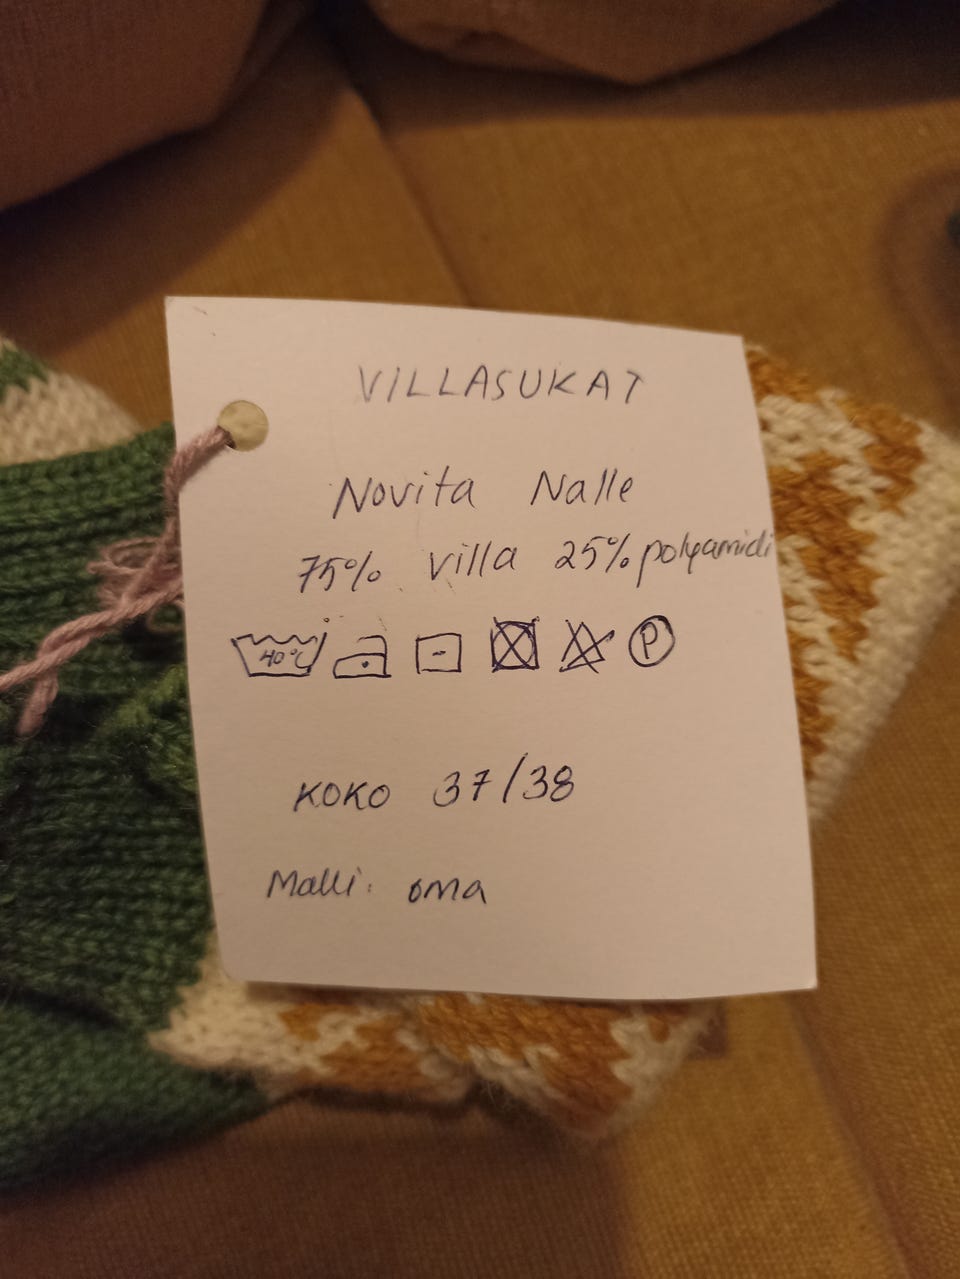 VILLASUKAT
Novita Nalle
75% villa 25% polyamidi
40°C P
KOKO 37/38
Malli: oma